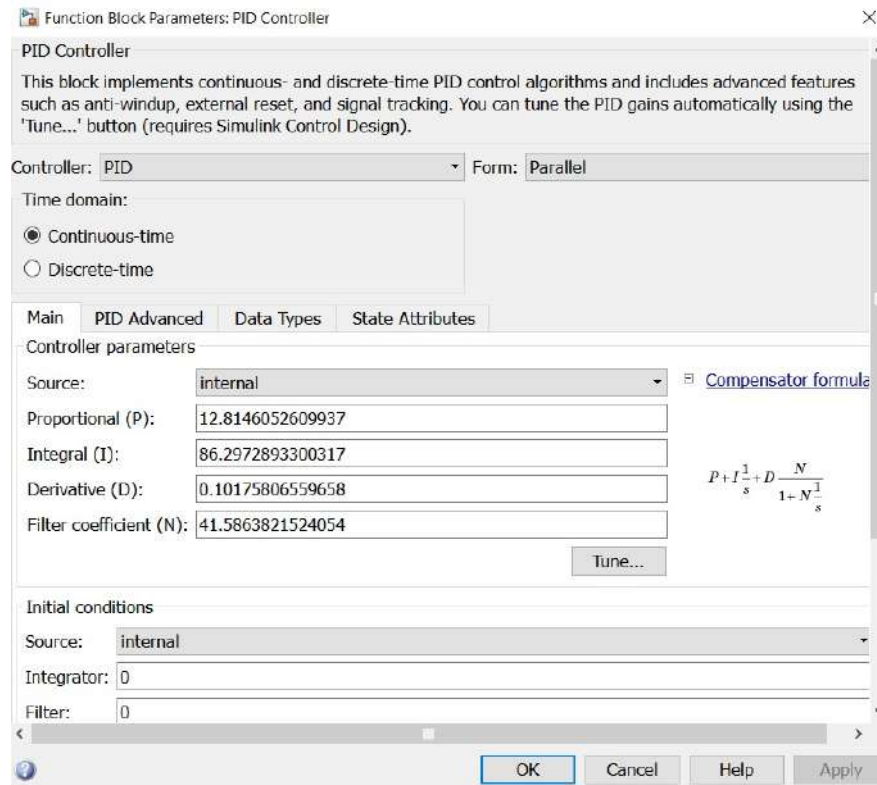 Function Block Parameters: PID Controller
PID Controller
This block implements continuous- and discrete-time PID control algorithms and includes advanced features
such as anti-windup, external reset, and signal tracking. You can tune the PID gains automatically using the
'Tune...' button (requires Simulink Control Design).
Controller: PID Form: Parallel
Time domain:
Continuous-time
Discrete-time
Main PID Advanced Data Types State Attributes
Controller parameters
Source: internal Compensator formula
Proportional (P): 12.8146052609937
Integral (I): 86.2972893300317
Derivative (D): 0.10175806559658
P+I 1/s + D N/(1+N 1/s)
Filter coefficient (N): 41.5863821524054
Tune...
Initial conditions
Source: internal
Integrator: 0
Filter: 0
OK Cancel Help Apply